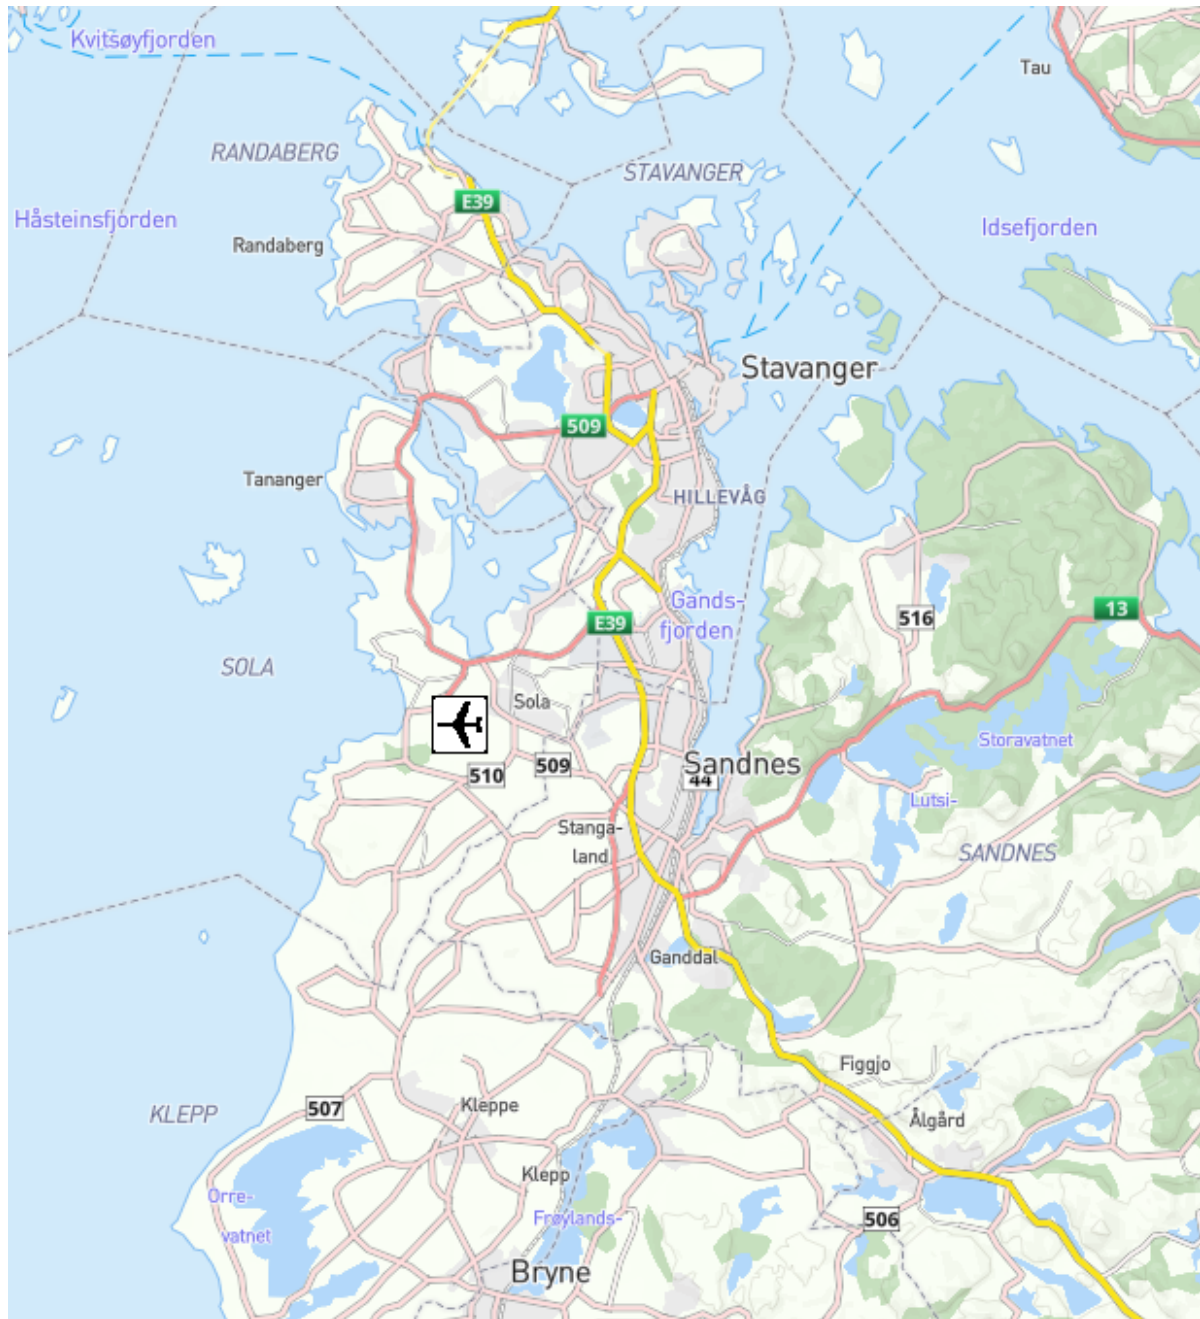 Kvitsøyfjorden
Tau
RANDABERG
STAVANGER
E39
Håsteinsfjorden
Idsefjorden
Randaberg
Stavanger
509
Tananger
HILLEVÅG
Gands-
fjorden
E39
13
516
SOLA
Sola
Storavatnet
Sandnes
509
510
44
Lutsi-
Stanga-
land
SANDNES
Ganddal
Figgjo
KLEPP
507
Kleppe
Ålgård
Klepp
Orre-
vatnet
Frøylands-
506
Bryne